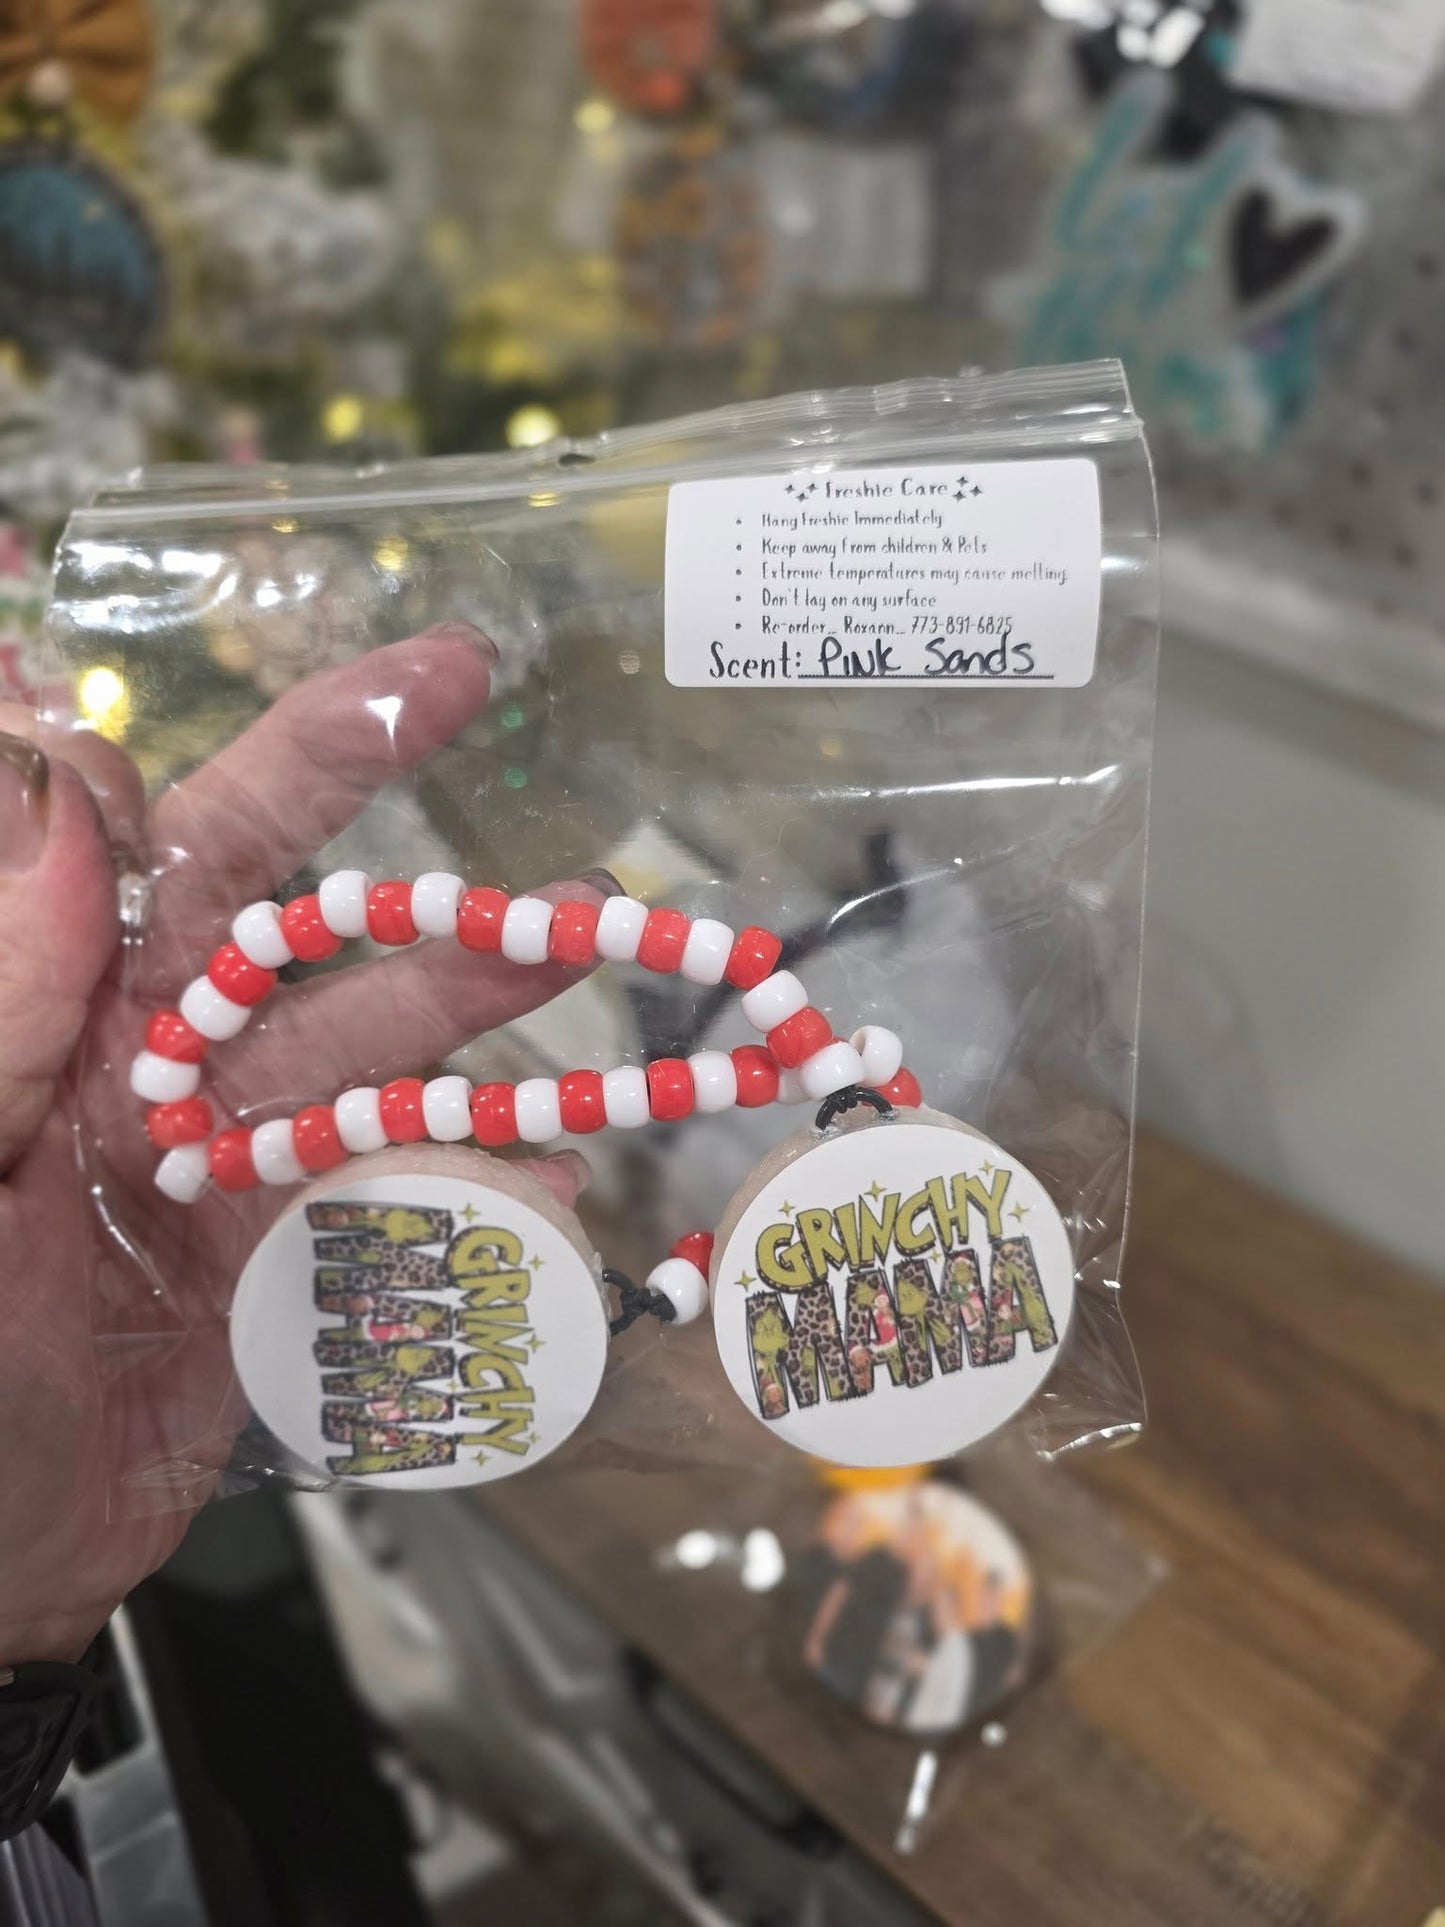 Freshie Care
• Hang Freshie Immediately
• Keep away from children & Pets
• Extreme temperatures may cause melting.
• Don't lay on any surface
• Re-order... Roxann... 773-891-6825
Scent: Pink Sands
GRINCHY
MAMA
GRINCHY
MAMA